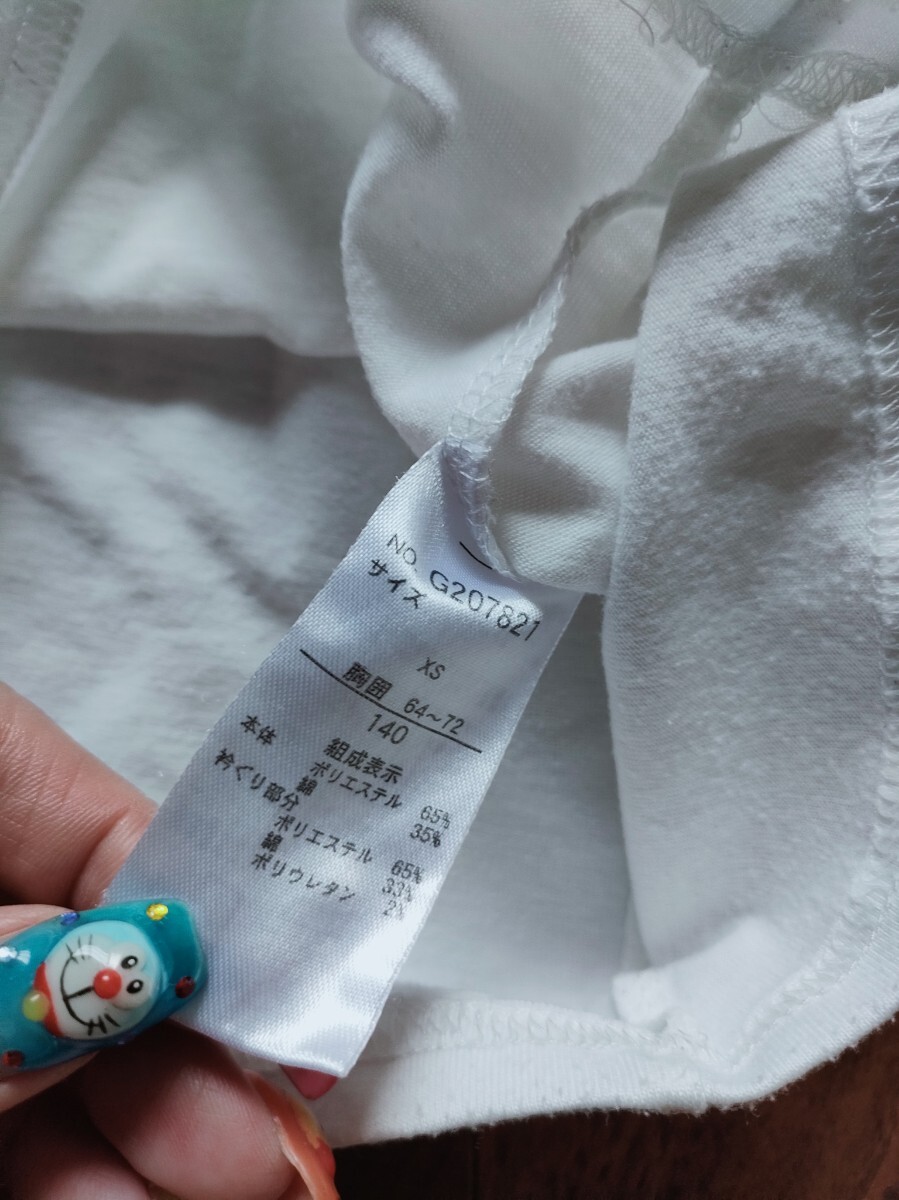 NO. G207821
サイズ
XS
胸囲 64~72
140
組成表示
本体 ポリエステル 65%
綿 35%
衿ぐり部分
ポリエステル 65%
綿 33%
ポリウレタン 2%